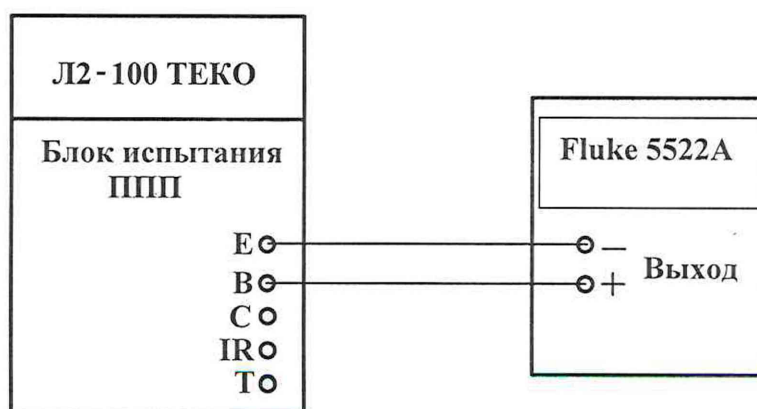 Л2-100 ТЕКО
Блок испытания
ППП
E
B
C
IR
T
Fluke 5522A
−
+
Выход